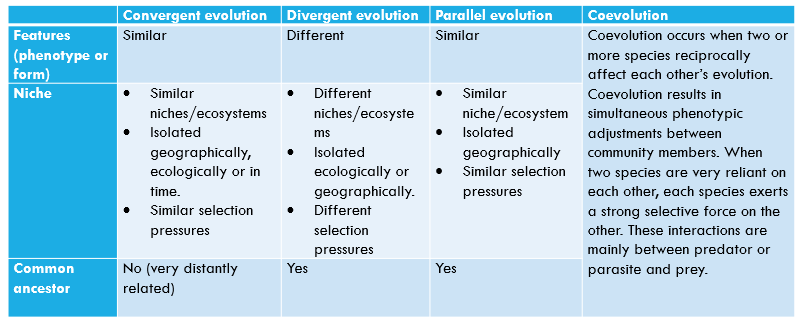 Convergent evolution
Divergent evolution
Parallel evolution
Coevolution
Features
(phenotype or
form)
Similar
Different
Similar
Coevolution occurs when two or
more species reciprocally
affect each other's evolution.
Coevolution results in
simultaneous phenotypic
adjustments between
community members. When
two species are very reliant on
each other, each species exerts
a strong selective force on the
other. These interactions are
mainly between predator or
parasite and prey.
Niche
• Similar
niches/ecosystems
• Isolated
geographically,
ecologically or in
time.
• Similar selection
pressures
• Different
niches/ecosyste
ms
• Isolated
ecologically or
geographically.
• Different
selection
pressures
• Similar
niche/ecosystem
• Isolated
geographically
• Similar selection
pressures
Common
ancestor
No (very distantly
related)
Yes
Yes